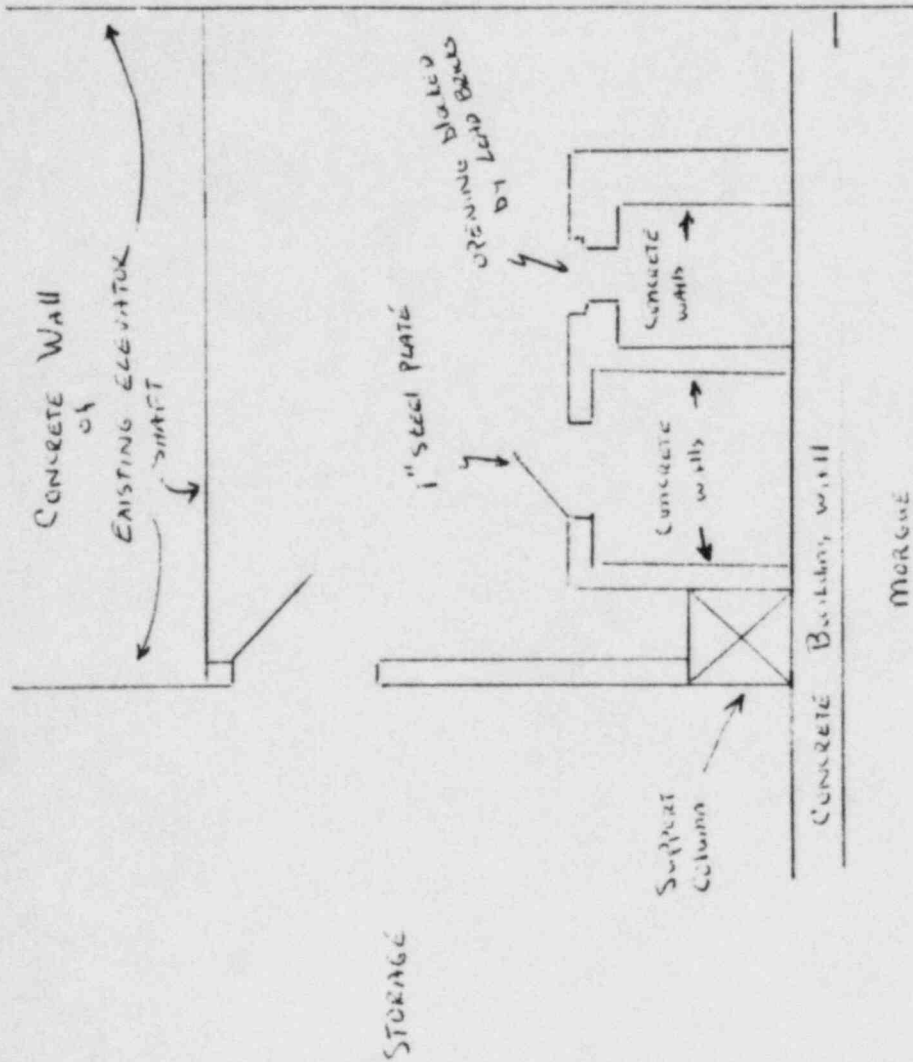 CONCRETE WAll
of
EXISTING ELEVATOR
SHAFT
OPENING blocked
by LEAD Bricks
1" STEEL PLATE
CONCRETE
WAllS
CONCRETE
WAllS
STORAGE
SUPPORT
Column
CONCRETE Building WAll
MORGUE